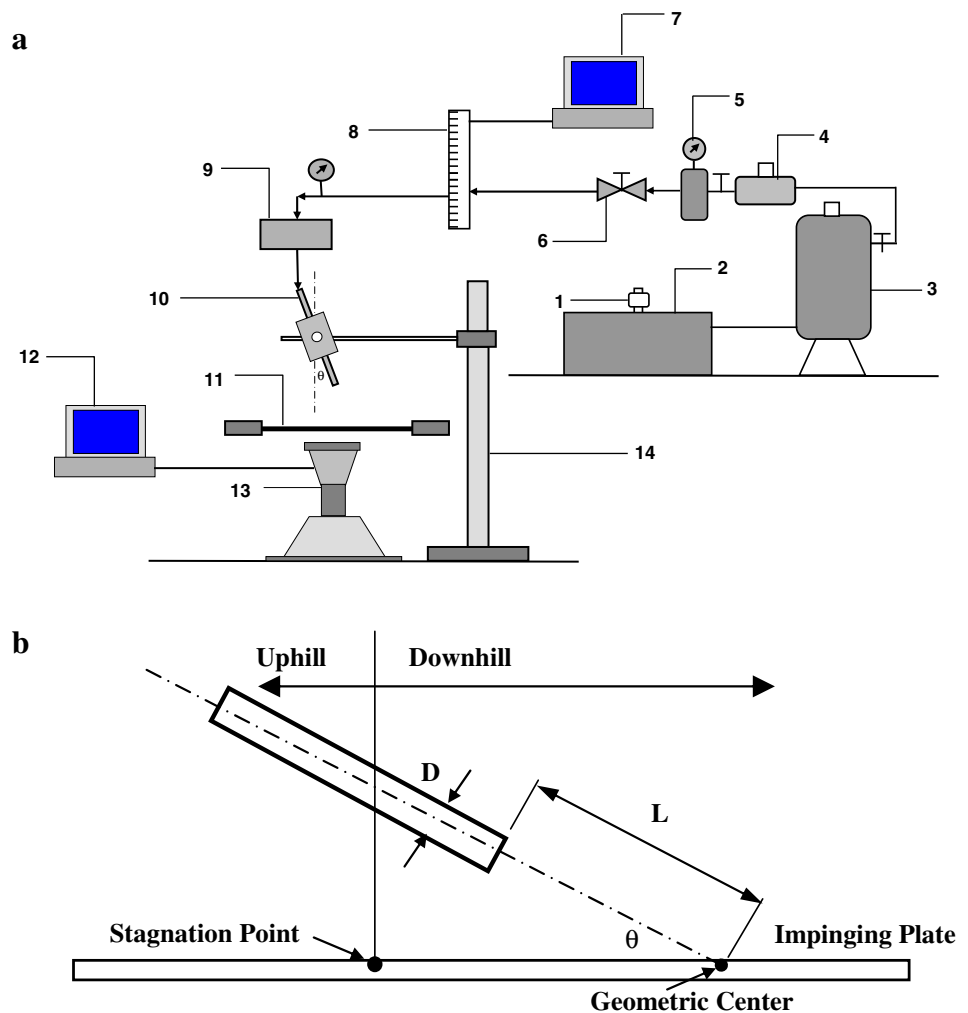 a
7
5
8
4
9
6
2
10
1
3
12
θ
11
14
13
b
Uphill Downhill
D
L
Stagnation Point
θ
Impinging Plate
Geometric Center